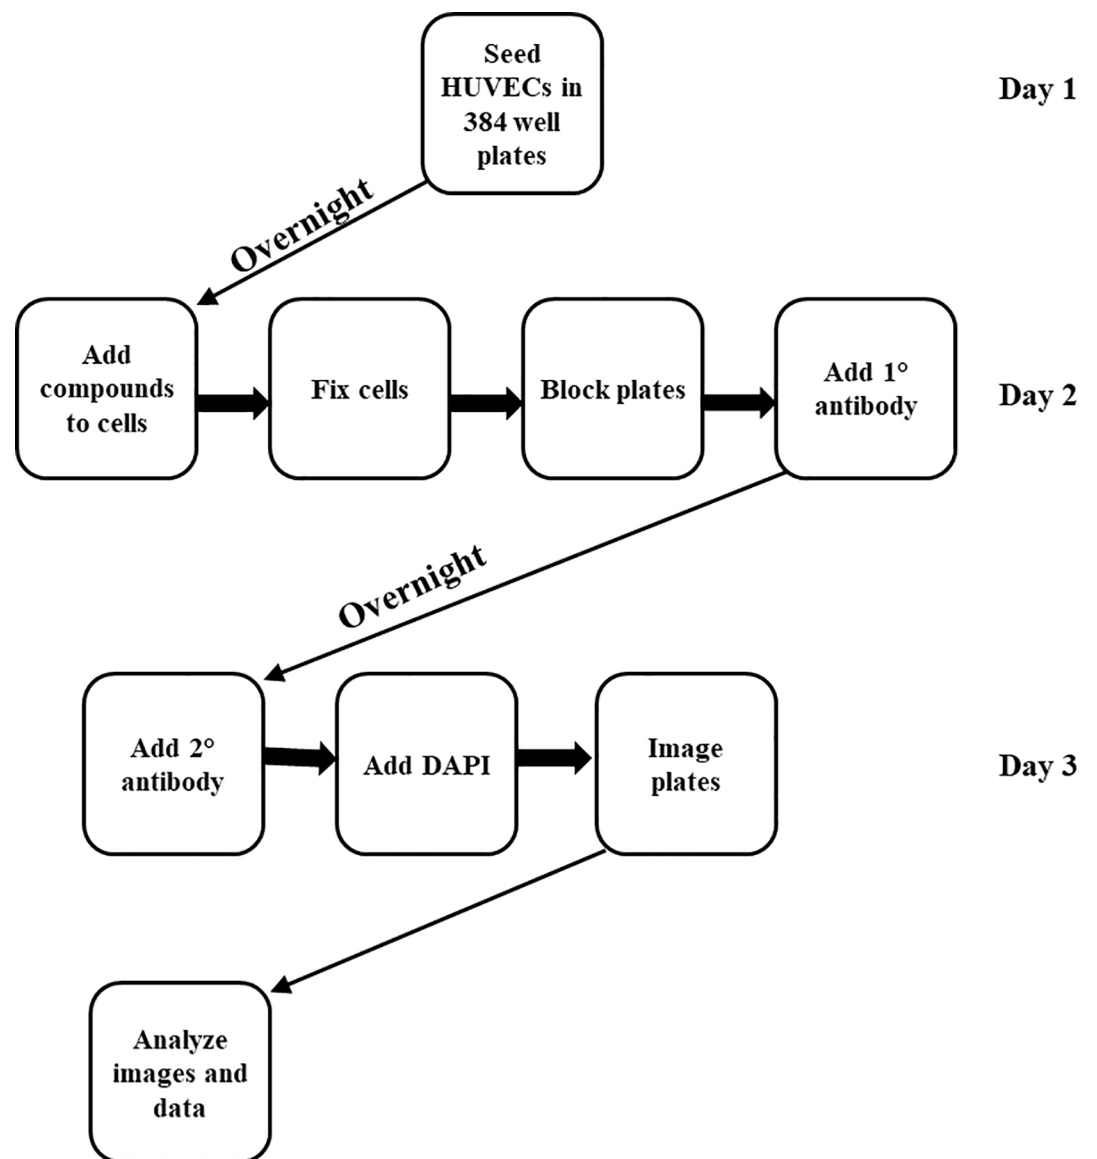 Seed
HUVECs in
384 well
plates
Day 1
Overnight
Add
compounds
to cells
Fix cells
Block plates
Add 1°
antibody
Day 2
Overnight
Add 2°
antibody
Add DAPI
Image
plates
Day 3
Analyze
images and
data